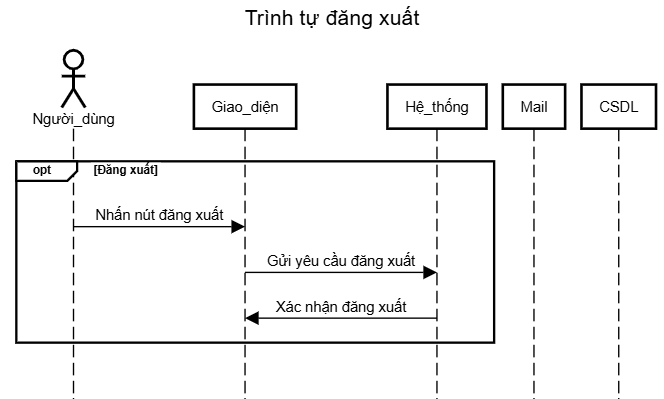 Trình tự đăng xuất
Người_dùng
Giao_diện
Hệ_thống
Mail
CSDL
opt
[Đăng xuất]
Nhấn nút đăng xuất
Gửi yêu cầu đăng xuất
Xác nhận đăng xuất